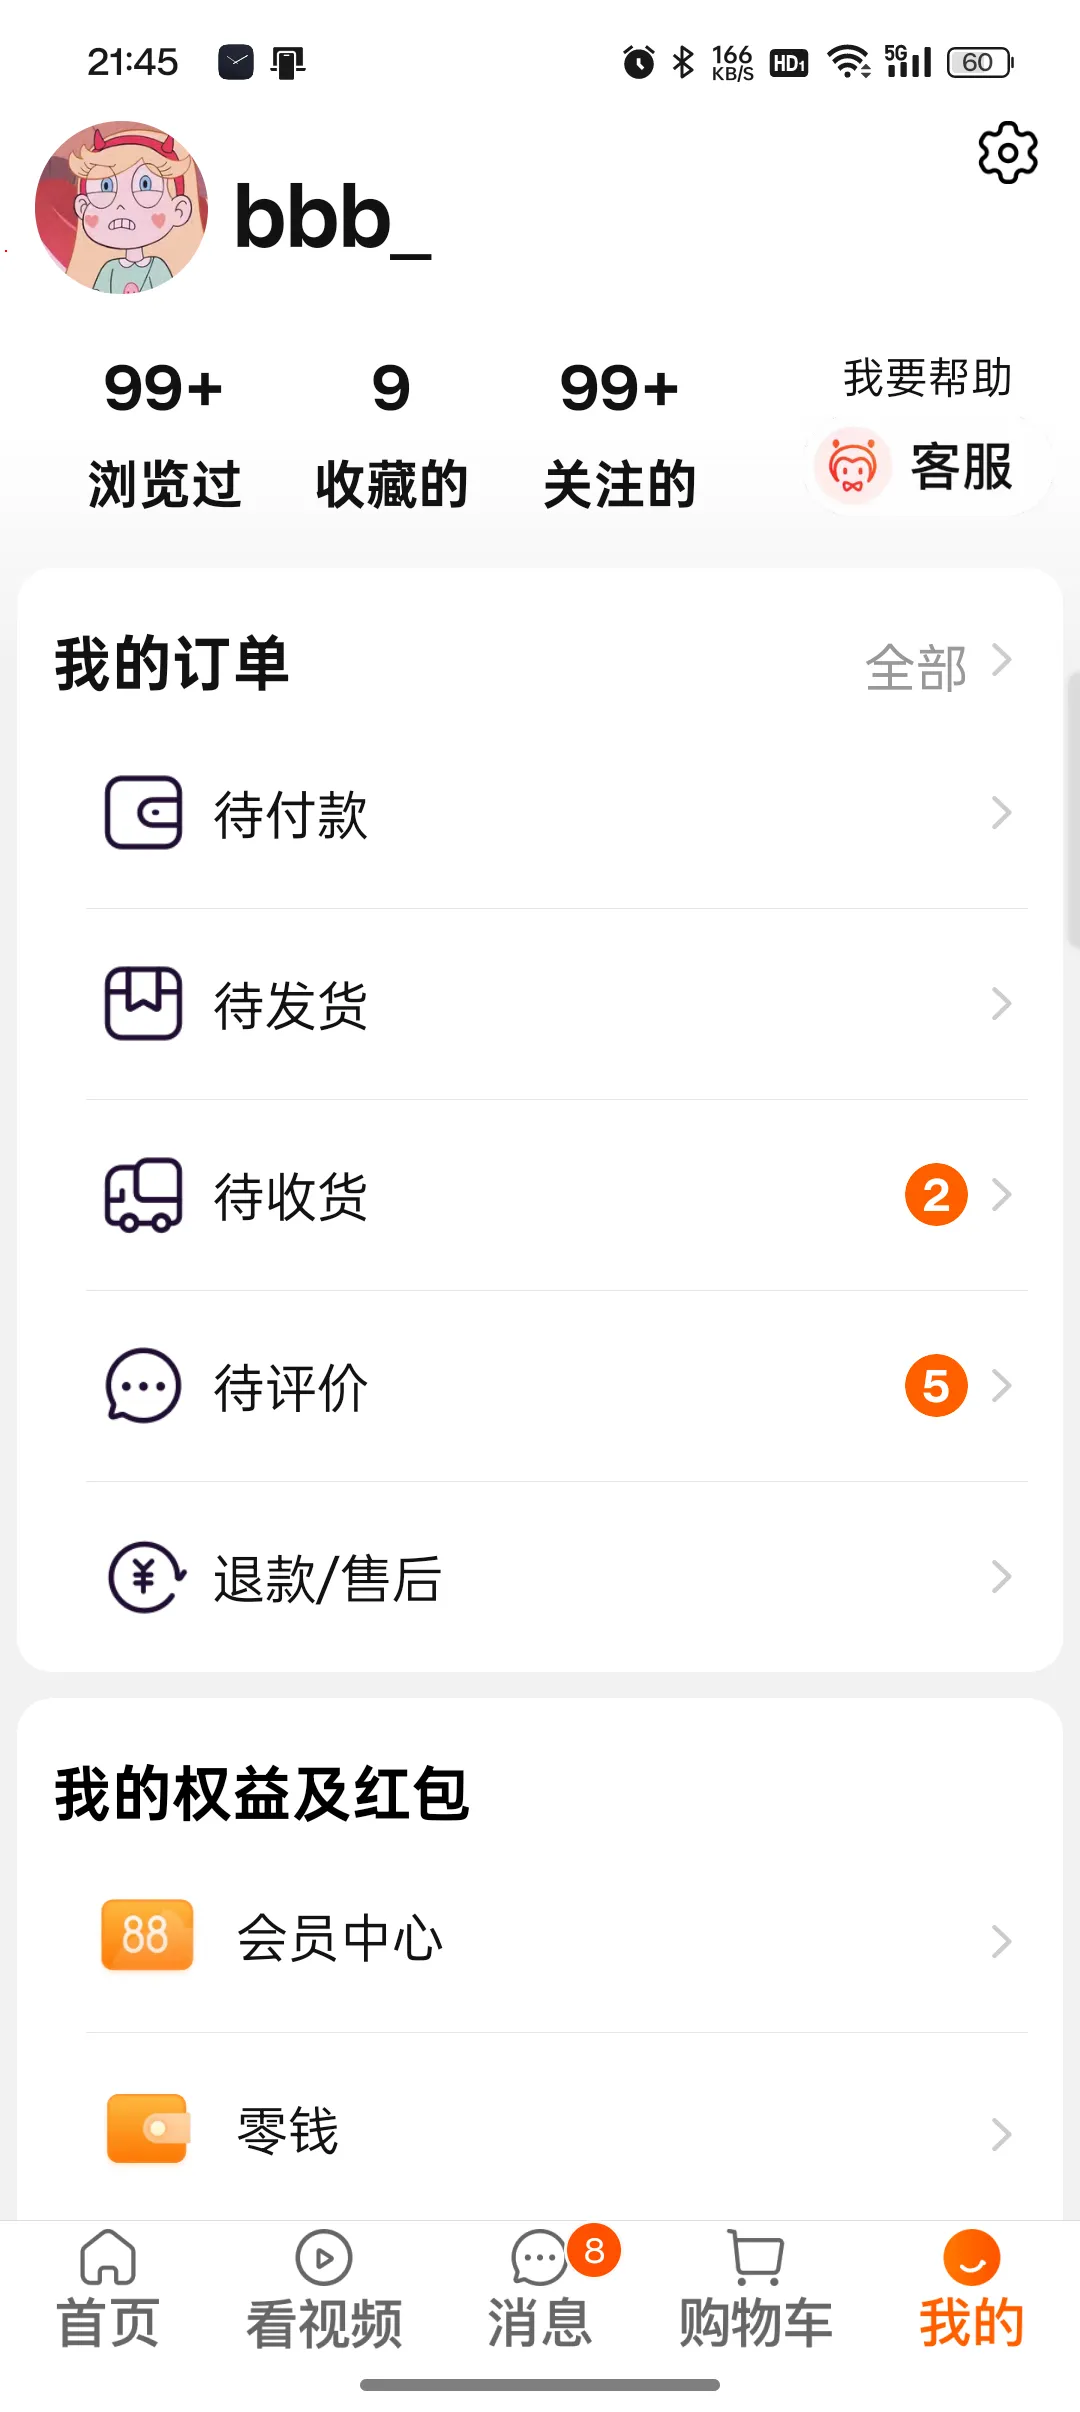 21:45
166 KB/S HD1 5G 60
bbb_
99+ 9 99+
浏览过 收藏的 关注的
我要帮助
客服
我的订单 全部
待付款
待发货
待收货 2
待评价 5
退款/售后
我的权益及红包
88 会员中心
零钱
8
首页 看视频 消息 购物车 我的